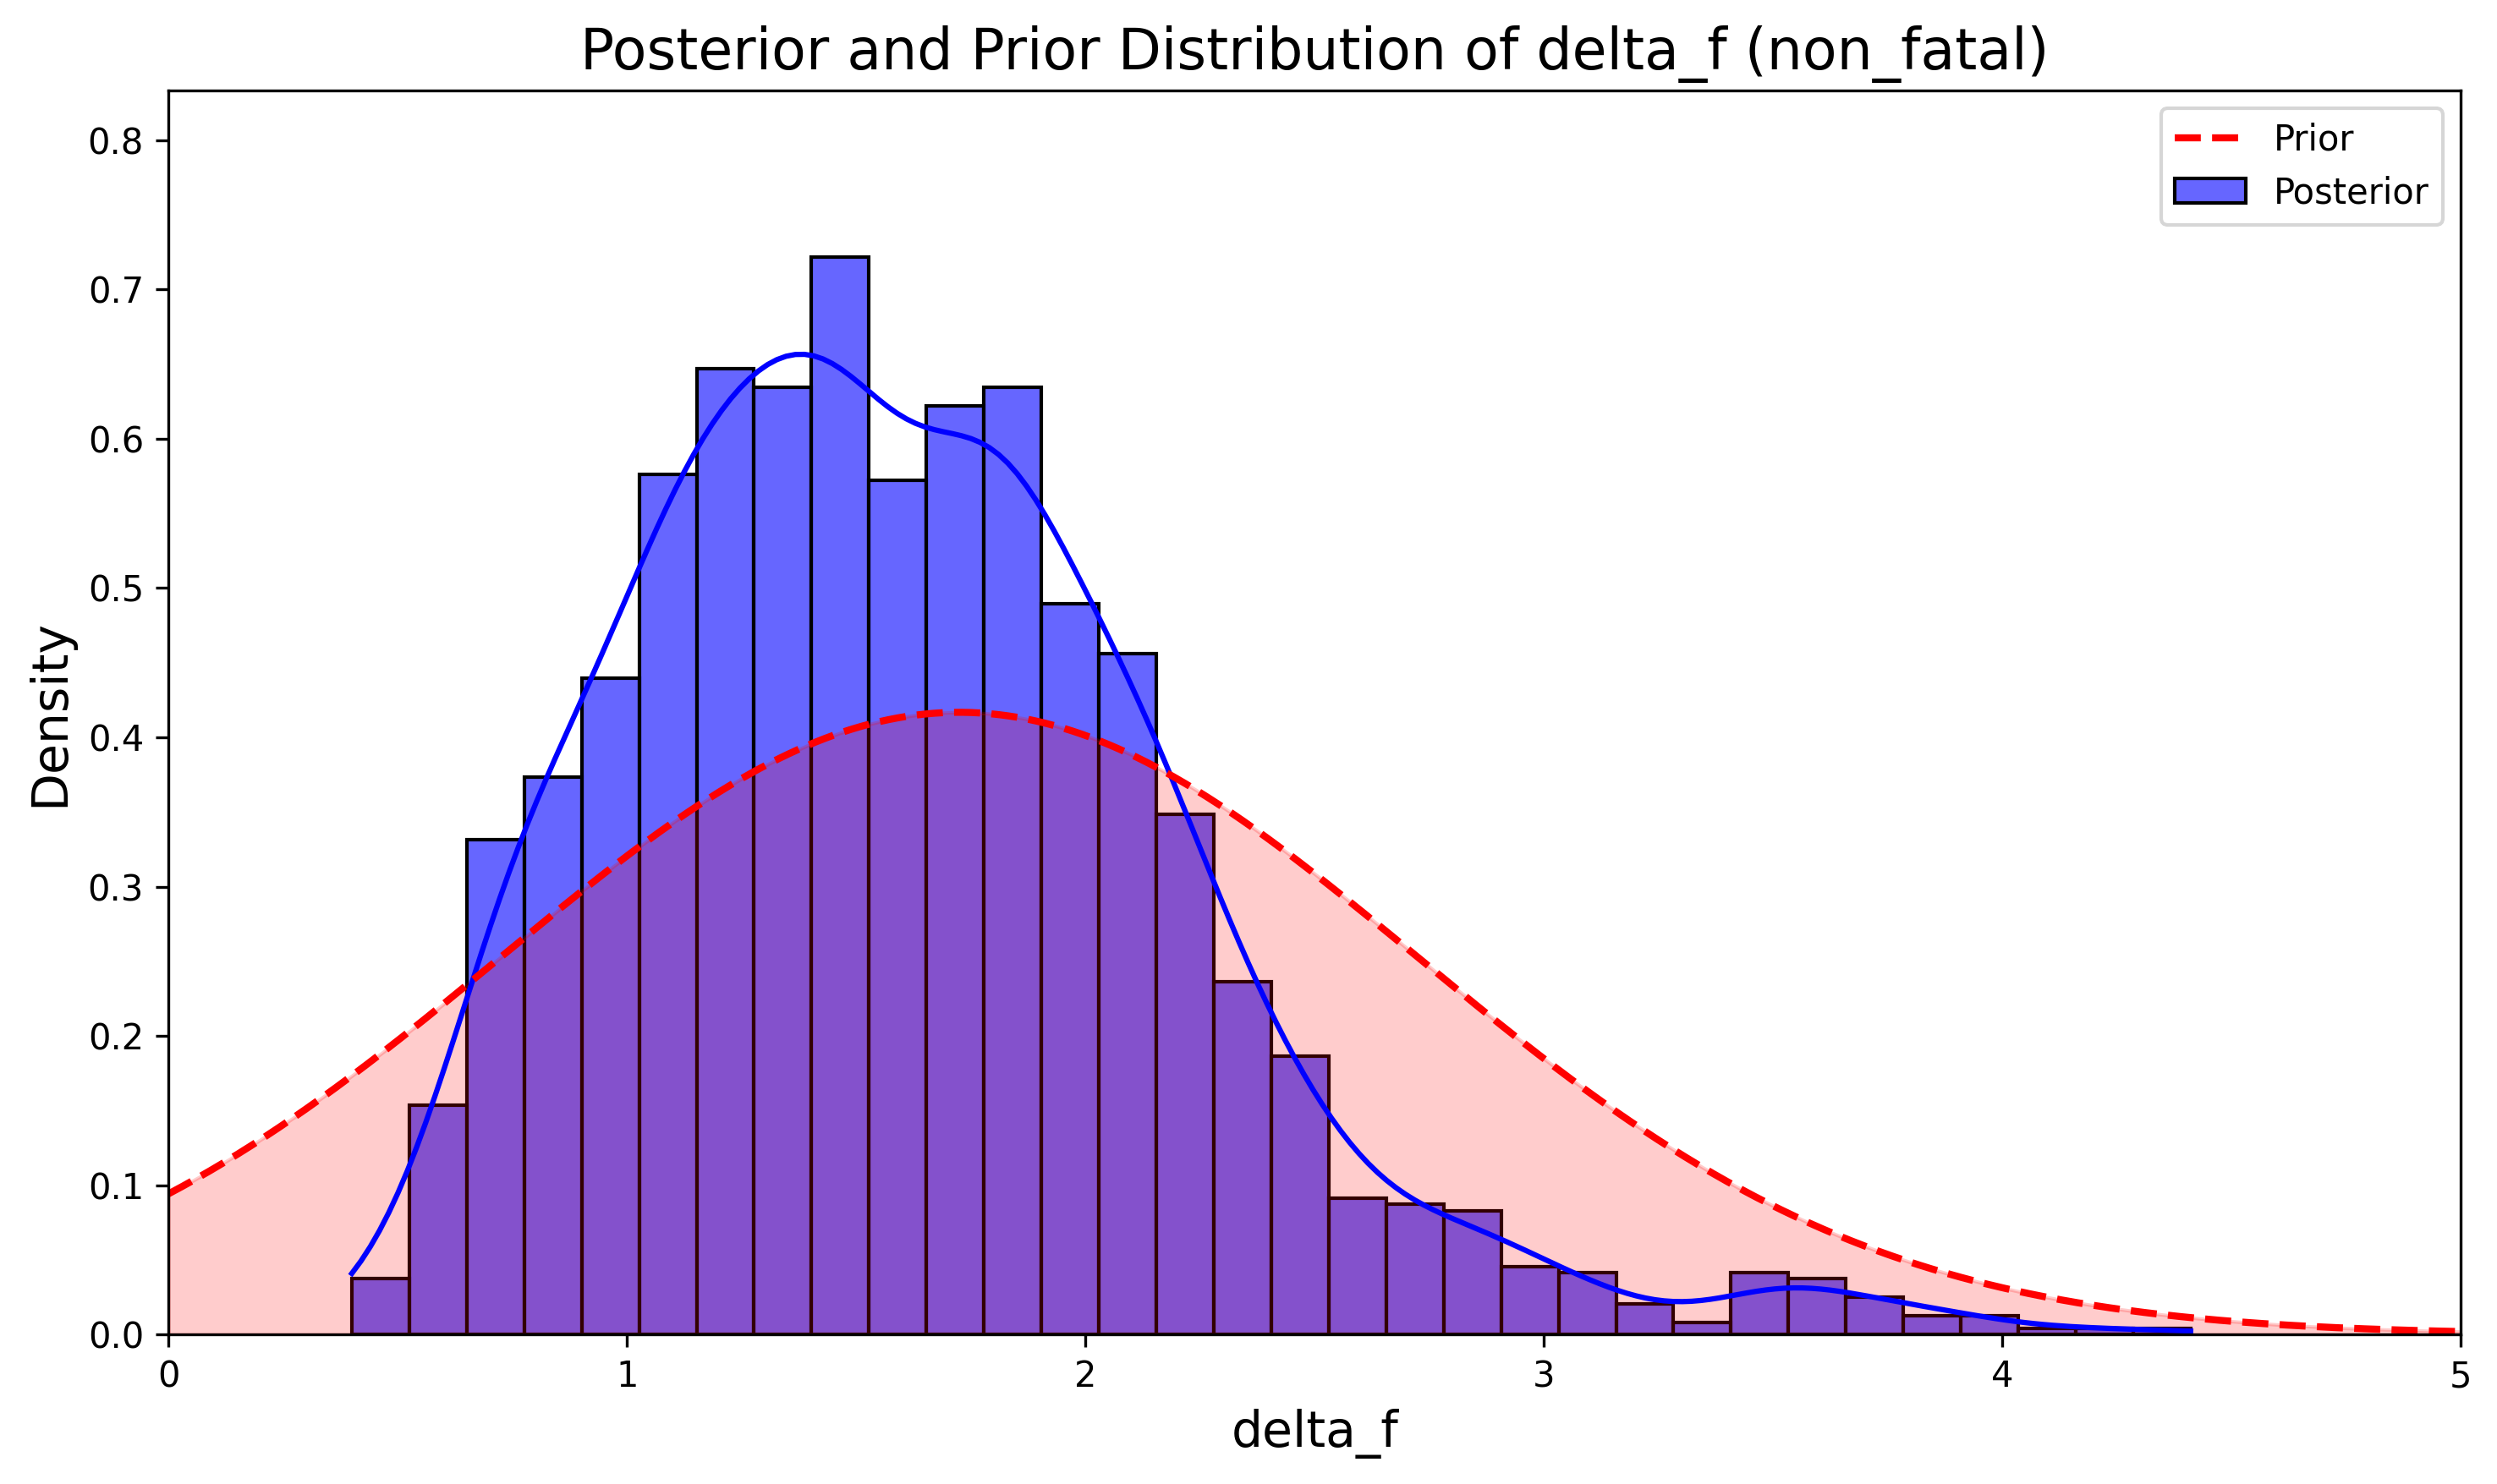 Posterior and Prior Distribution of delta_f (non_fatal)
Prior
Posterior
Density
0.8
0.7
0.6
0.5
0.4
0.3
0.2
0.1
0.0
0 1 2 3 4 5
delta_f